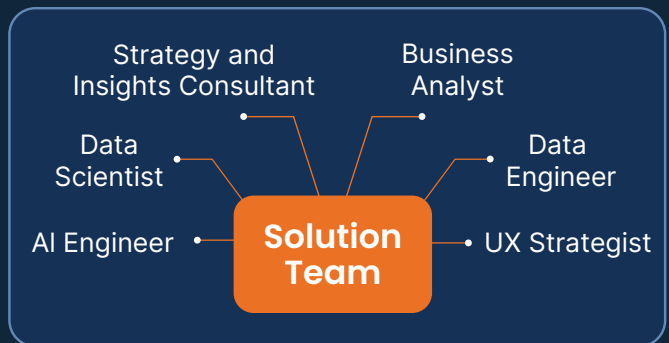 Strategy and
Insights Consultant
Business
Analyst
Data
Scientist
Data
Engineer
AI Engineer
Solution
Team
UX Strategist